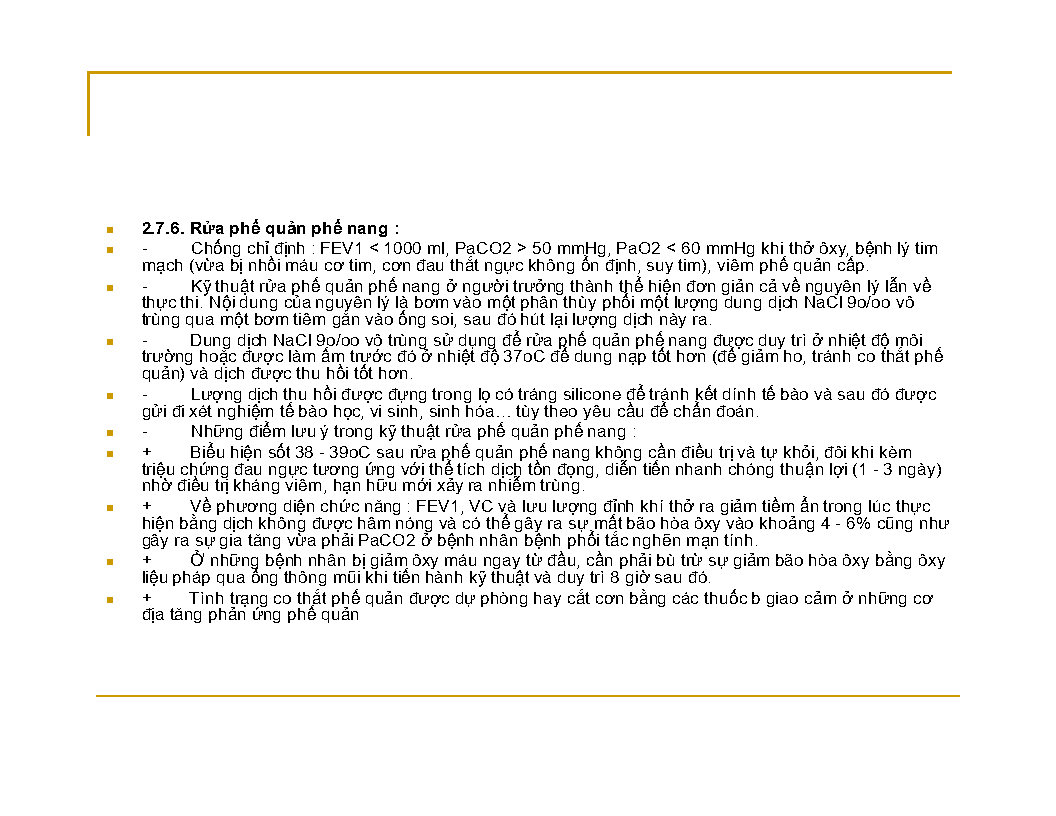 2.7.6. Rửa phế quản phế nang :
- Chống chỉ định : FEV1 < 1000 ml, PaCO2 > 50 mmHg, PaO2 < 60 mmHg khi thở ôxy, bệnh lý tim
mạch (vừa bị nhồi máu cơ tim, cơn đau thắt ngực không ổn định, suy tim), viêm phế quản cấp.
- Kỹ thuật rửa phế quản phế nang ở người trưởng thành thể hiện đơn giản cả về nguyên lý lẫn về
thực thi. Nội dung của nguyên lý là bơm vào một phân thùy phổi một lượng dung dịch NaCl 9o/oo vô
trùng qua một bơm tiêm gắn vào ống soi, sau đó hút lại lượng dịch này ra.
- Dung dịch NaCl 9o/oo vô trùng sử dụng để rửa phế quản phế nang được duy trì ở nhiệt độ môi
trường hoặc được làm ấm trước đó ở nhiệt độ 37oC để dung nạp tốt hơn (để giảm ho, tránh co thắt phế
quản) và dịch được thu hồi tốt hơn.
- Lượng dịch thu hồi được đựng trong lọ có tráng silicone để tránh kết dính tế bào và sau đó được
gửi đi xét nghiệm tế bào học, vi sinh, sinh hóa... tùy theo yêu cầu để chẩn đoán.
- Những điểm lưu ý trong kỹ thuật rửa phế quản phế nang :
+ Biểu hiện sốt 38 - 39oC sau rửa phế quản phế nang không cần điều trị và tự khỏi, đôi khi kèm
triệu chứng đau ngực tương ứng với thể tích dịch tồn đọng, diễn tiến nhanh chóng thuận lợi (1 - 3 ngày)
nhờ điều trị kháng viêm, hạn hữu mới xảy ra nhiễm trùng.
+ Về phương diện chức năng : FEV1, VC và lưu lượng đỉnh khí thở ra giảm tiềm ẩn trong lúc thực
hiện bằng dịch không được hâm nóng và có thể gây ra sự mất bão hòa ôxy vào khoảng 4 - 6% cũng như
gây ra sự gia tăng vừa phải PaCO2 ở bệnh nhân bệnh phổi tắc nghẽn mạn tính.
+ Ở những bệnh nhân bị giảm ôxy máu ngay từ đầu, cần phải bù trừ sự giảm bão hòa ôxy bằng ôxy
liệu pháp qua ống thông mũi khi tiến hành kỹ thuật và duy trì 8 giờ sau đó.
+ Tình trạng co thắt phế quản được dự phòng hay cắt cơn bằng các thuốc b giao cảm ở những cơ
địa tăng phản ứng phế quản